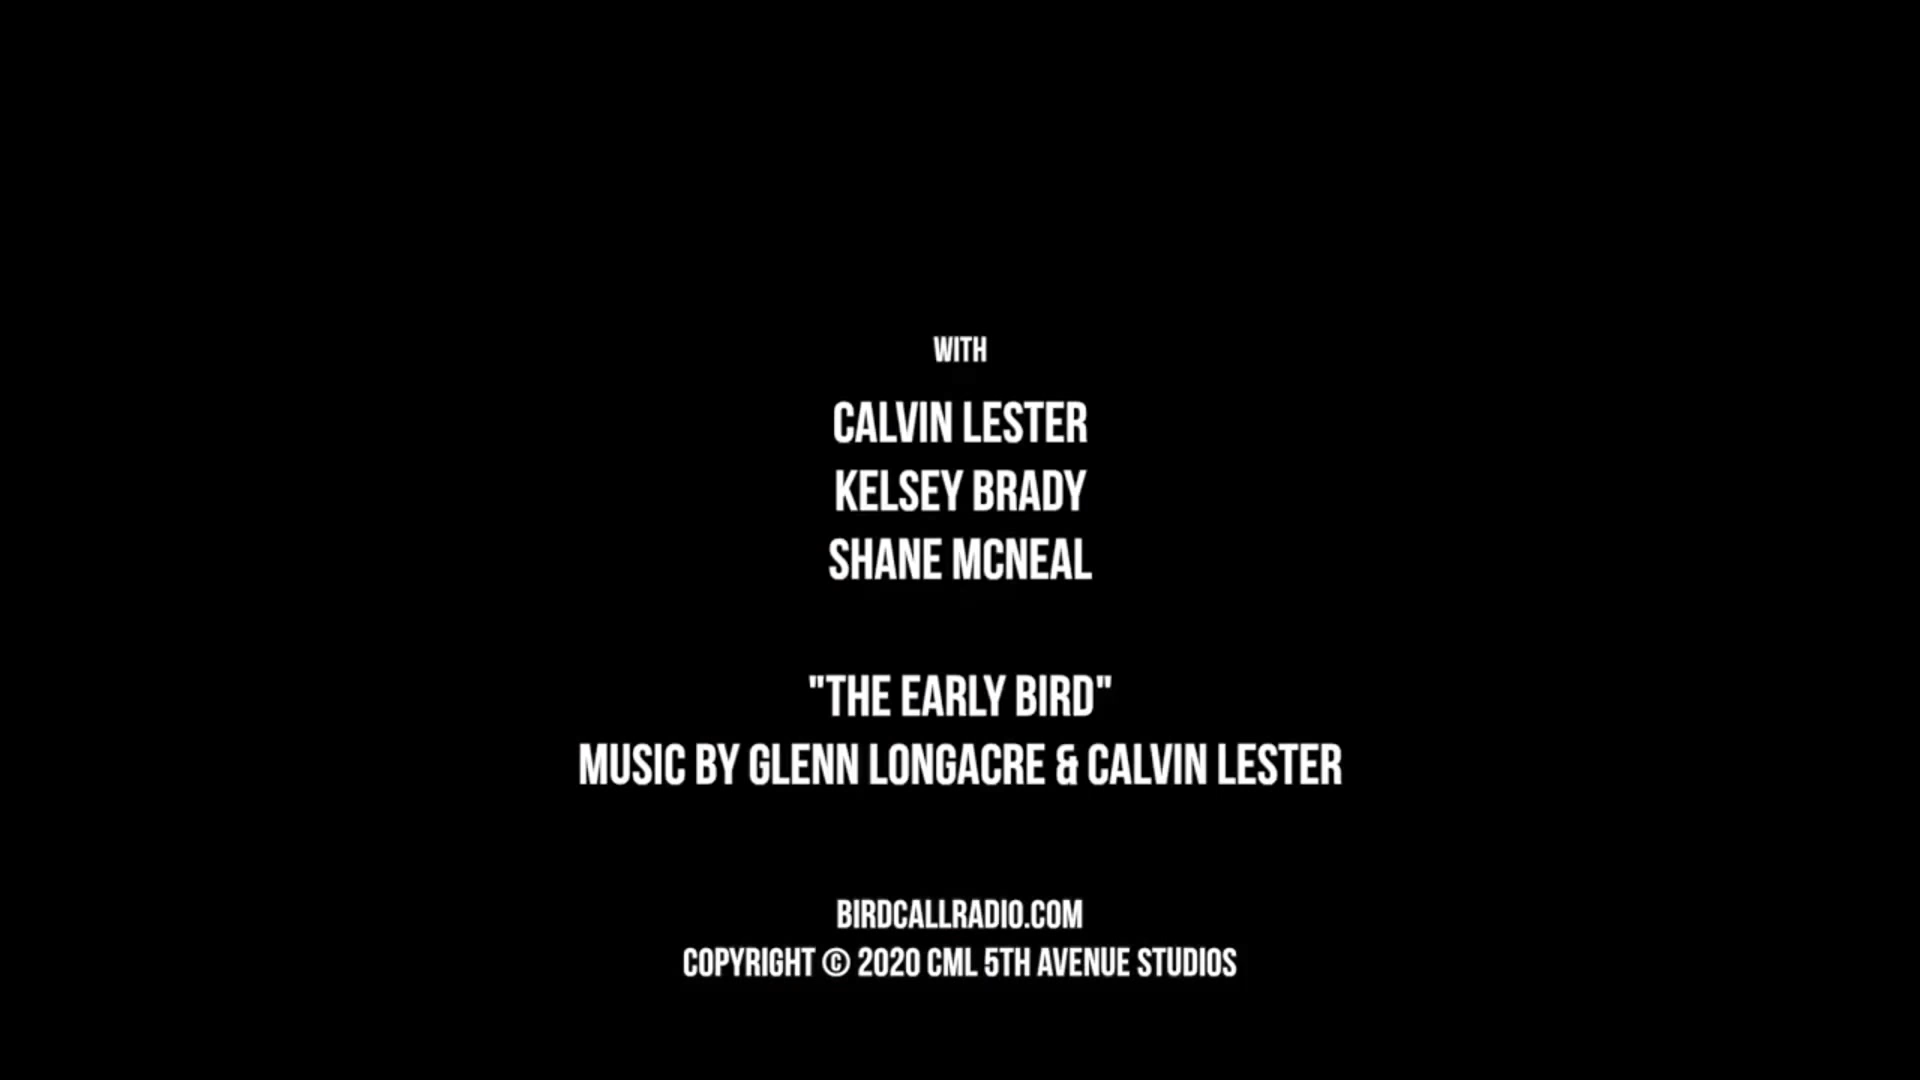 WITH
CALVIN LESTER
KELSEY BRADY
SHANE MCNEAL
"THE EARLY BIRD"
MUSIC BY GLENN LONGACRE & CALVIN LESTER
BIRDCALLRADIO.COM
COPYRIGHT © 2020 CML 5TH AVENUE STUDIOS